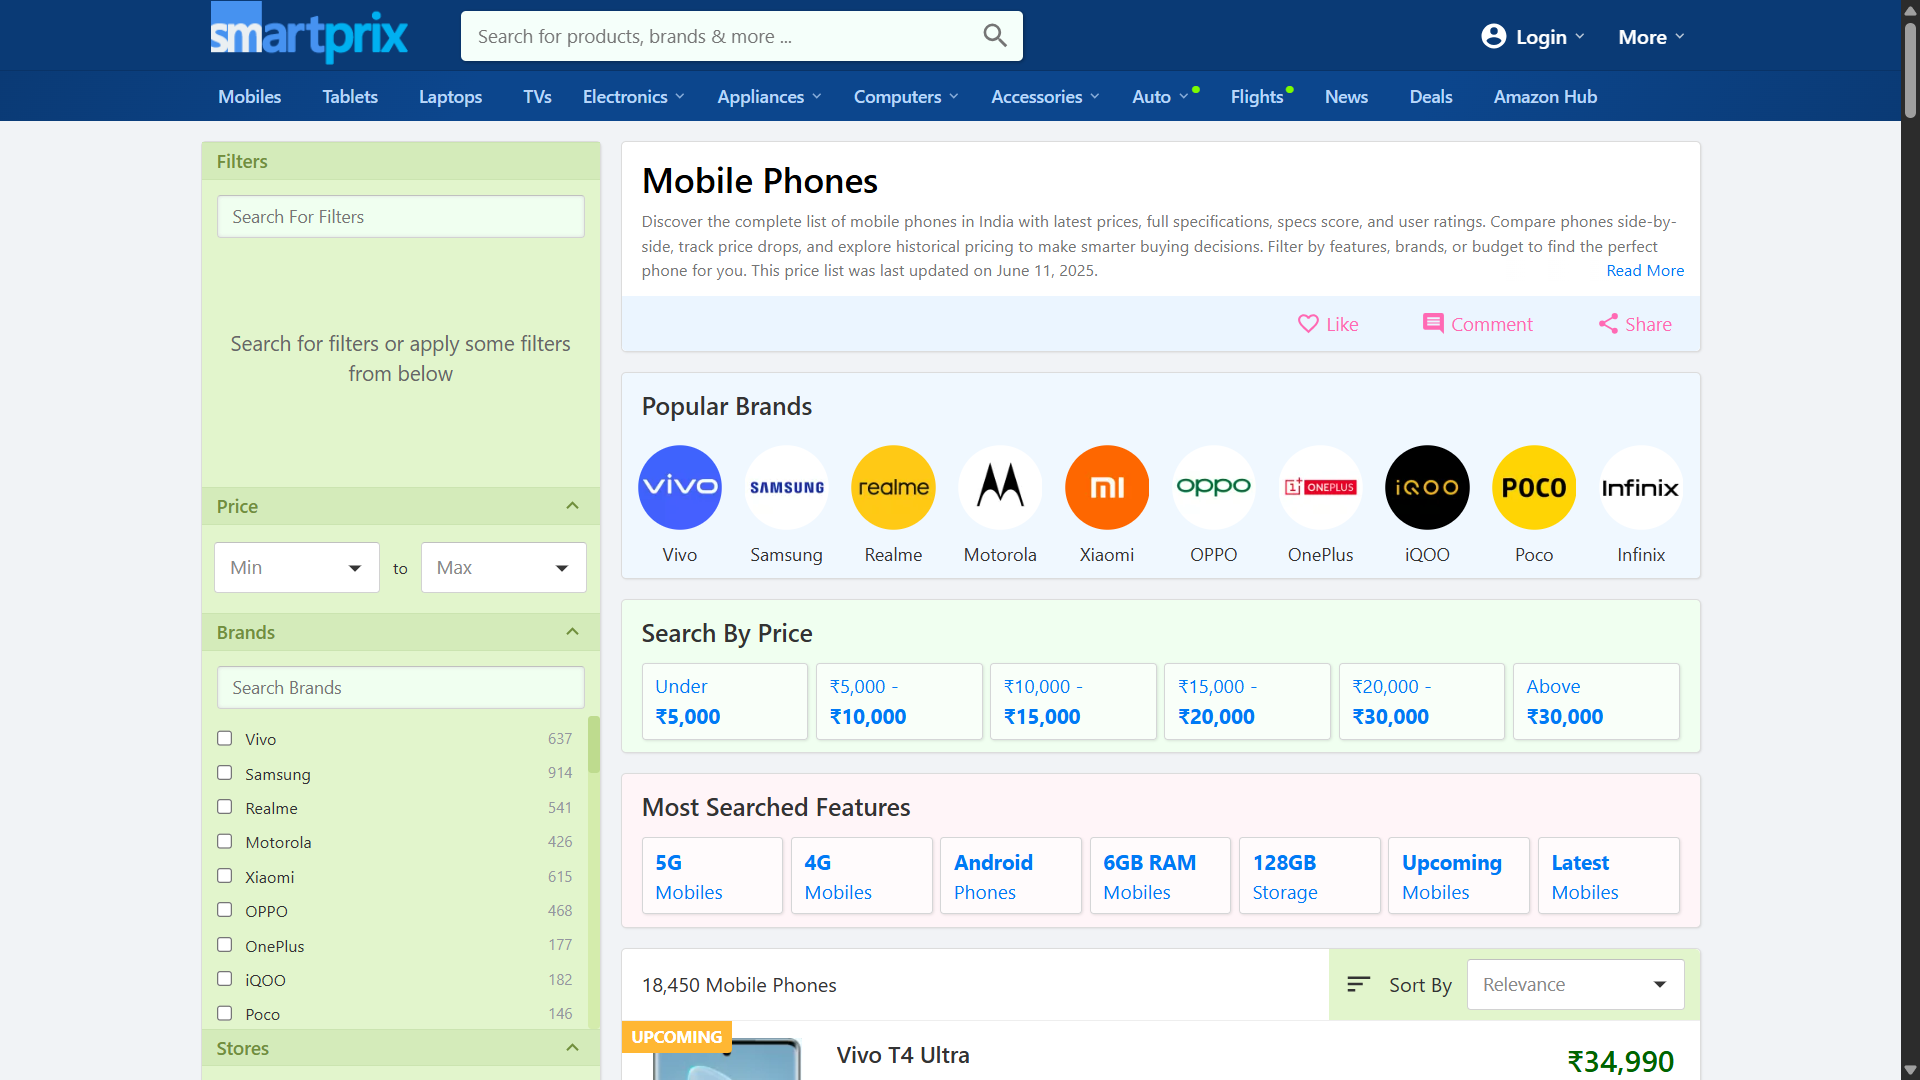 smartprix
Search for products, brands & more ...
Login
More
Mobiles
Tablets
Laptops
TVs
Electronics
Appliances
Computers
Accessories
Auto
Flights
News
Deals
Amazon Hub
Filters
Search For Filters
Search for filters or apply some filters
from below
Price
Min
to
Max
Brands
Search Brands
Vivo 637
Samsung 914
Realme 541
Motorola 426
Xiaomi 615
OPPO 468
OnePlus 177
iQOO 182
Poco 146
Stores
Mobile Phones
Discover the complete list of mobile phones in India with latest prices, full specifications, specs score, and user ratings. Compare phones side-by-
side, track price drops, and explore historical pricing to make smarter buying decisions. Filter by features, brands, or budget to find the perfect
phone for you. This price list was last updated on June 11, 2025.
Read More
Like
Comment
Share
Popular Brands
vivo
SAMSUNG
realme
mi
oppo
1+ ONEPLUS
iQOO
POCO
Infinix
Vivo
Samsung
Realme
Motorola
Xiaomi
OPPO
OnePlus
iQOO
Poco
Infinix
Search By Price
Under
₹5,000
₹5,000 -
₹10,000
₹10,000 -
₹15,000
₹15,000 -
₹20,000
₹20,000 -
₹30,000
Above
₹30,000
Most Searched Features
5G
Mobiles
4G
Mobiles
Android
Phones
6GB RAM
Mobiles
128GB
Storage
Upcoming
Mobiles
Latest
Mobiles
18,450 Mobile Phones
Sort By
Relevance
UPCOMING
Vivo T4 Ultra
₹34,990